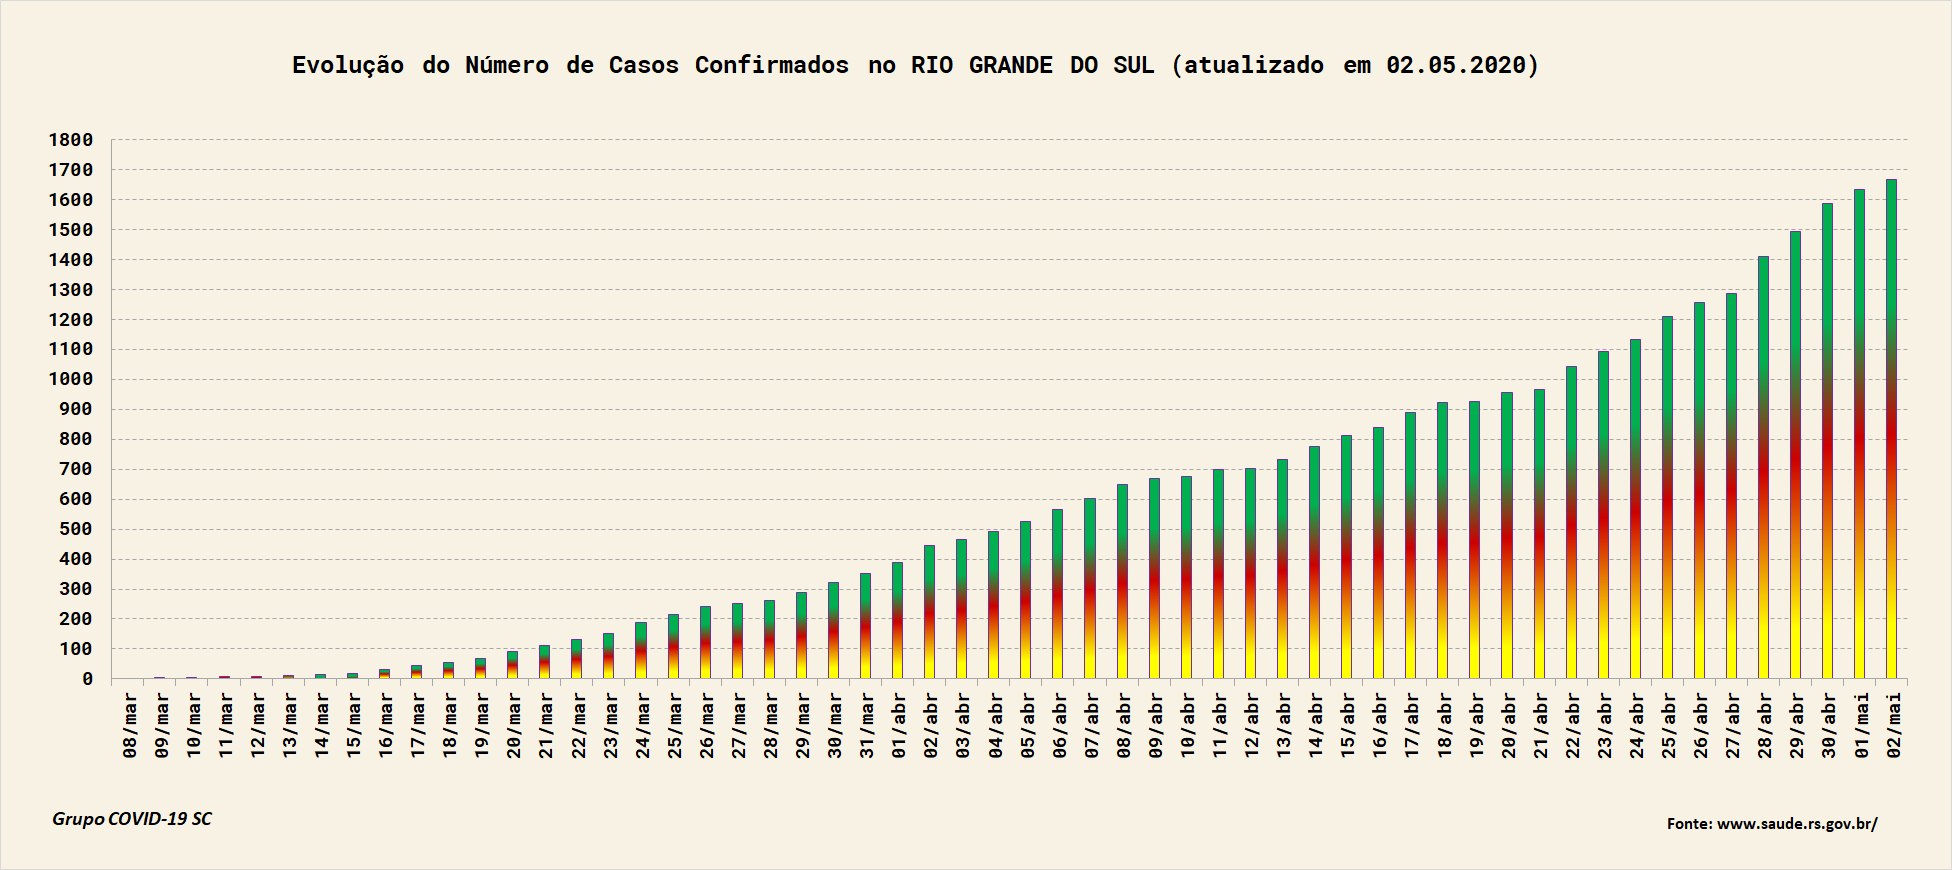 Evolução do Número de Casos Confirmados no RIO GRANDE DO SUL (atualizado em 02.05.2020)
1800
1700
1600
1500
1400
1300
1200
1100
1000
900
800
700
600
500
400
300
200
100
0
08/mar
09/mar
10/mar
11/mar
12/mar
13/mar
14/mar
15/mar
16/mar
17/mar
18/mar
19/mar
20/mar
21/mar
22/mar
23/mar
24/mar
25/mar
26/mar
27/mar
28/mar
29/mar
30/mar
31/mar
01/abr
02/abr
03/abr
04/abr
05/abr
06/abr
07/abr
08/abr
09/abr
10/abr
11/abr
12/abr
13/abr
14/abr
15/abr
16/abr
17/abr
18/abr
19/abr
20/abr
21/abr
22/abr
23/abr
24/abr
25/abr
26/abr
27/abr
28/abr
29/abr
30/abr
01/mai
02/mai
Grupo COVID-19 SC
Fonte: www.saude.rs.gov.br/